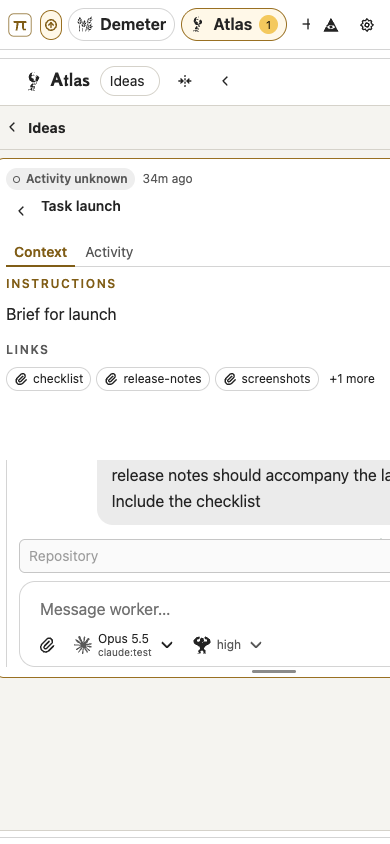 π Demeter Atlas 1
Atlas Ideas
Ideas
Activity unknown 34m ago
Task launch
Context Activity
INSTRUCTIONS
Brief for launch
LINKS
checklist release-notes screenshots +1 more
release notes should accompany the la
Include the checklist
Repository
Message worker...
Opus 5.5
claude:test
high